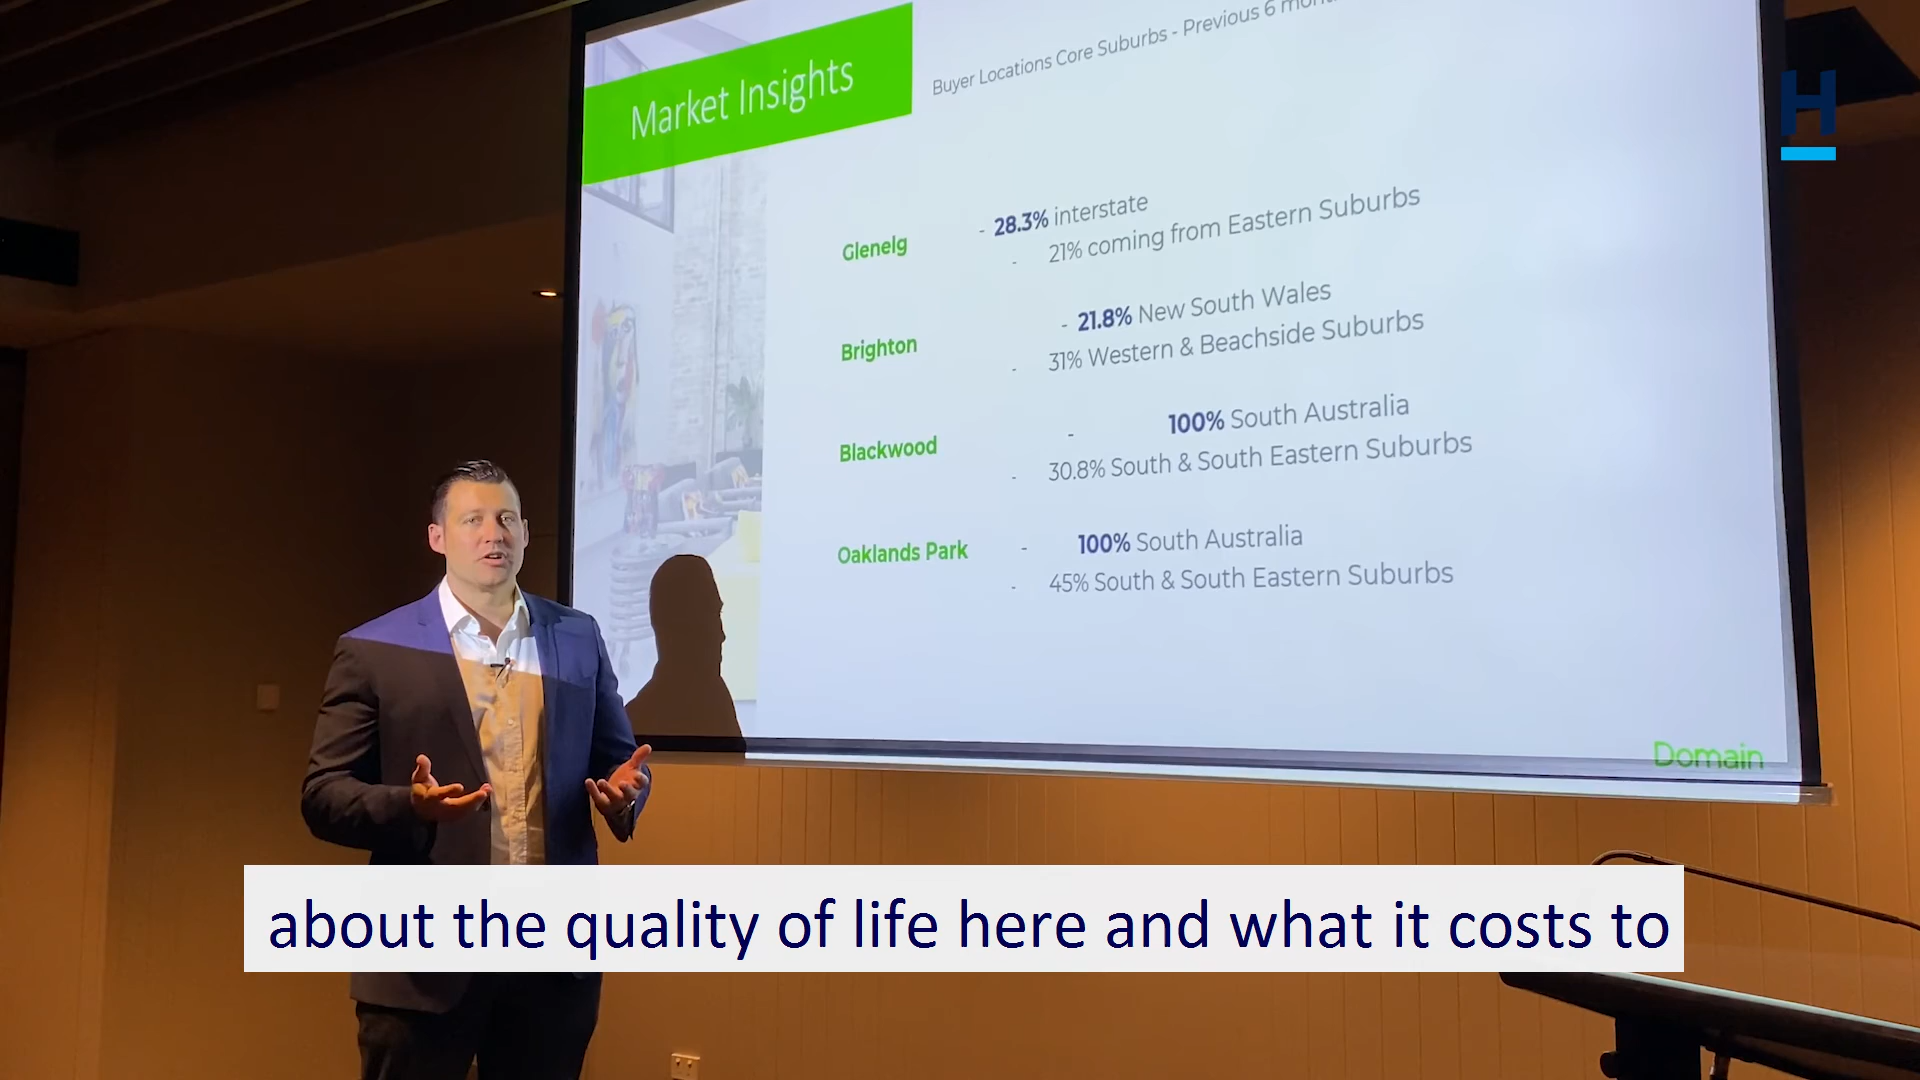 Market Insights
Buyer Locations Core Suburbs - Previous 6
H
Glenelg
- 28.3% interstate
- 21% coming from Eastern Suburbs
Brighton
- 21.8% New South Wales
- 31% Western & Beachside Suburbs
Blackwood
- 100% South Australia
- 30.8% South & South Eastern Suburbs
Oaklands Park
- 100% South Australia
- 45% South & South Eastern Suburbs
Domain
about the quality of life here and what it costs to